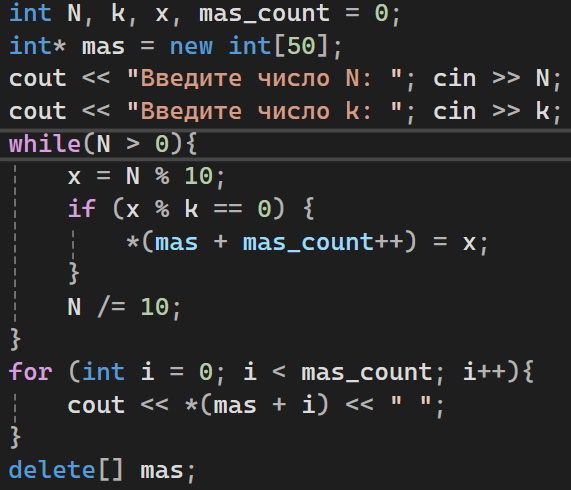 int N, k, x, mas_count = 0;
int* mas = new int[50];
cout << "Введите число N: "; cin >> N;
cout << "Введите число k: "; cin >> k;
while(N > 0){
    x = N % 10;
    if (x % k == 0) {
        *(mas + mas_count++) = x;
    }
    N /= 10;
}
for (int i = 0; i < mas_count; i++){
    cout << *(mas + i) << " ";
}
delete[] mas;